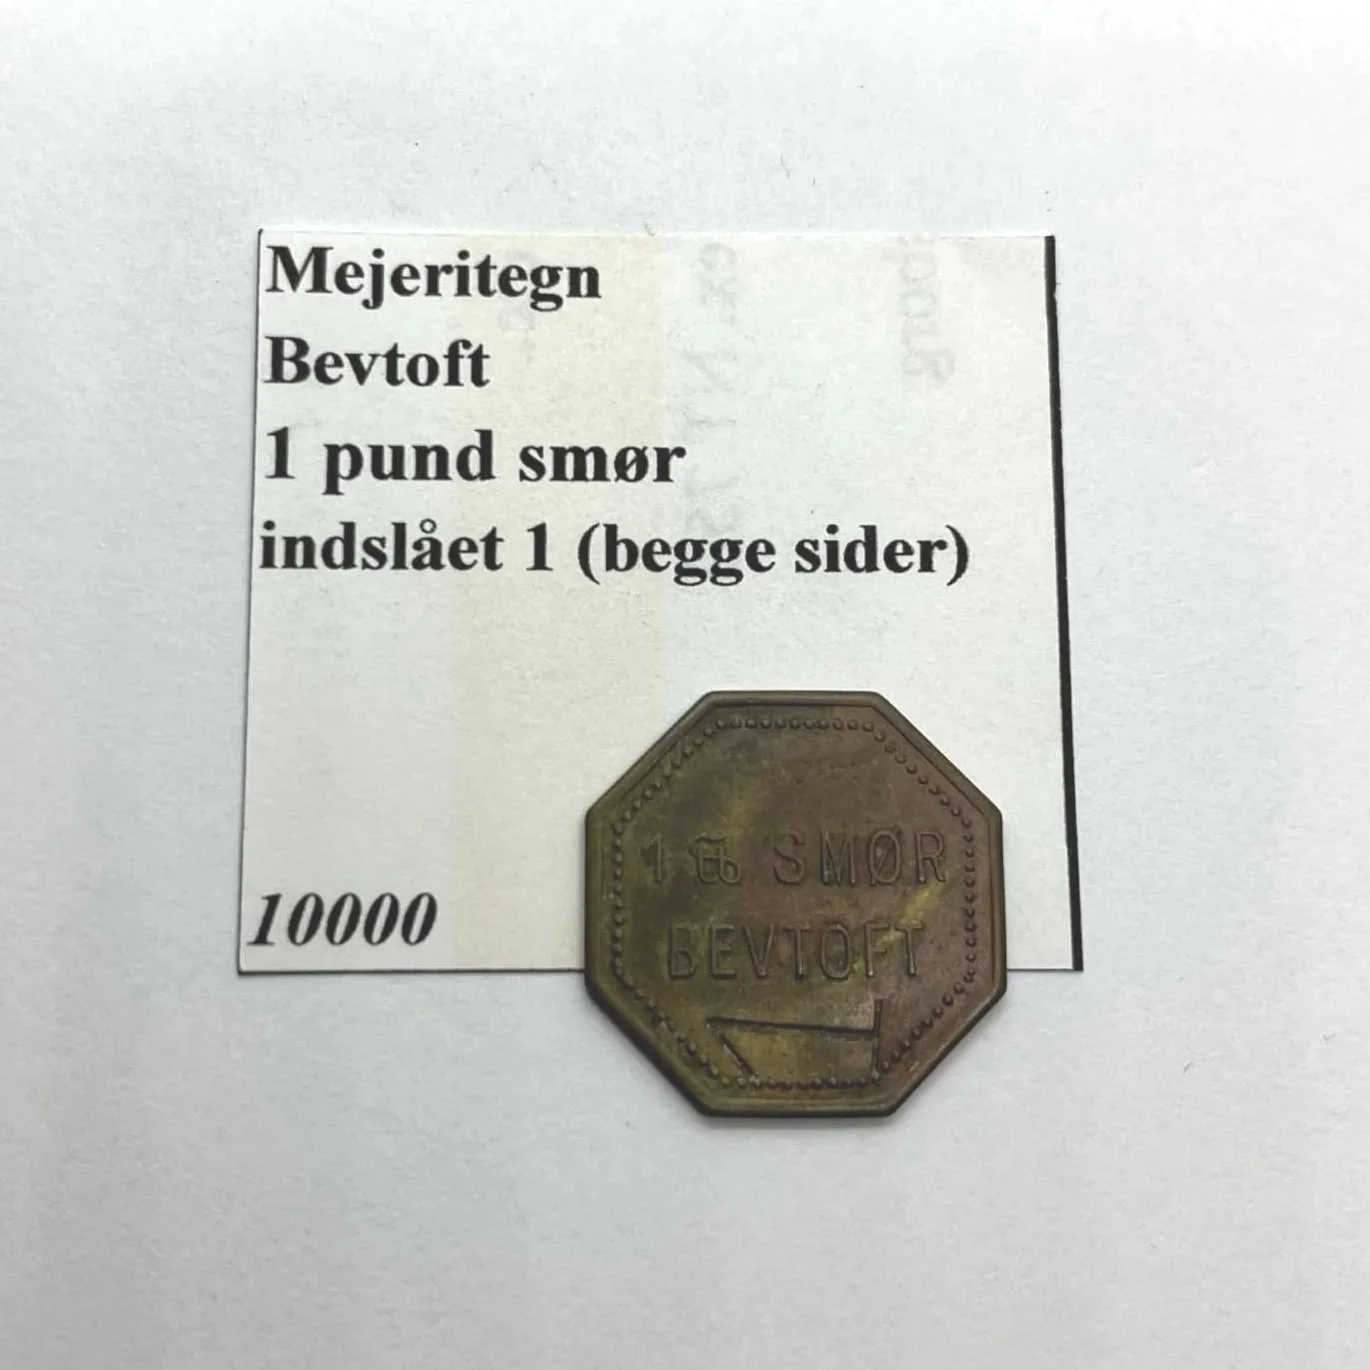 Mejeritegn
Bevtoft
1 pund smør
indslået 1 (begge sider)
10000
1 ℔ SMØR
BEVTOFT
1